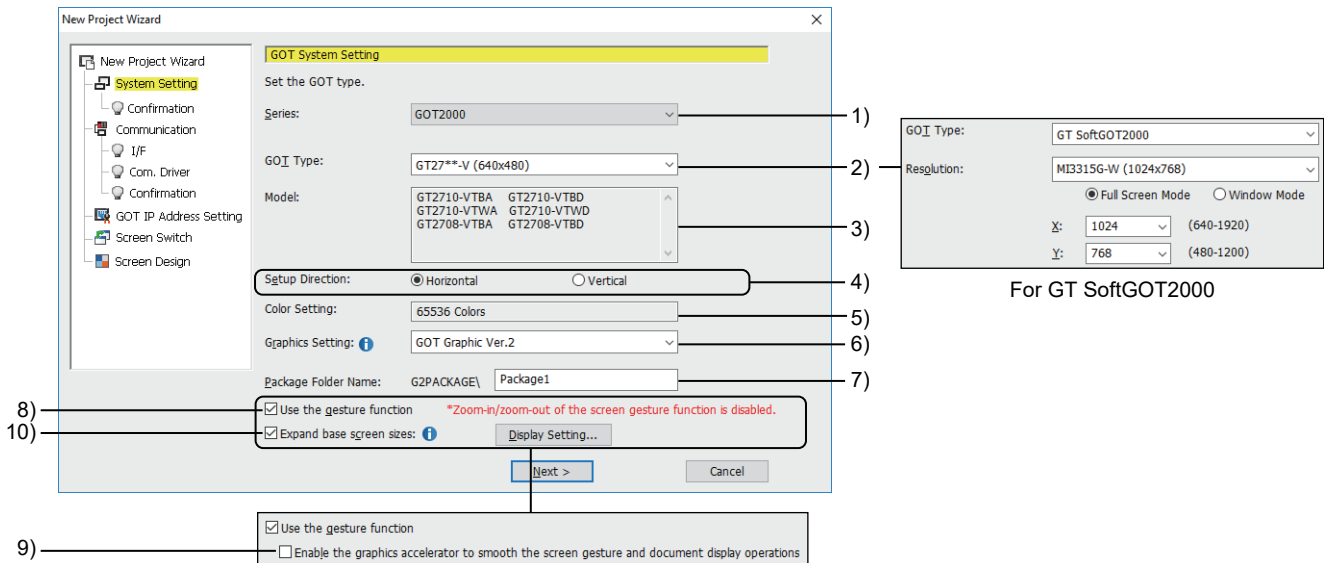 New Project Wizard
New Project Wizard
System Setting
Confirmation
Communication
I/F
Com. Driver
Confirmation
GOT IP Address Setting
Screen Switch
Screen Design
GOT System Setting
Set the GOT type.
Series: GOT2000 1)
GOT Type: GT27**-V (640x480) 2)
Model: GT2710-VTBA GT2710-VTBD
GT2710-VTWA GT2710-VTWD
GT2708-VTBA GT2708-VTBD
3)
Setup Direction: Horizontal Vertical 4)
Color Setting: 65536 Colors 5)
Graphics Setting: GOT Graphic Ver.2 6)
Package Folder Name: G2PACKAGE\ Package1 7)
8) Use the gesture function *Zoom-in/zoom-out of the screen gesture function is disabled.
10) Expand base screen sizes: Display Setting...
Next > Cancel
Use the gesture function
9) Enable the graphics accelerator to smooth the screen gesture and document display operations
GOT Type: GT SoftGOT2000
Resolution: MI3315G-W (1024x768)
Full Screen Mode Window Mode
X: 1024 (640-1920)
Y: 768 (480-1200)
For GT SoftGOT2000